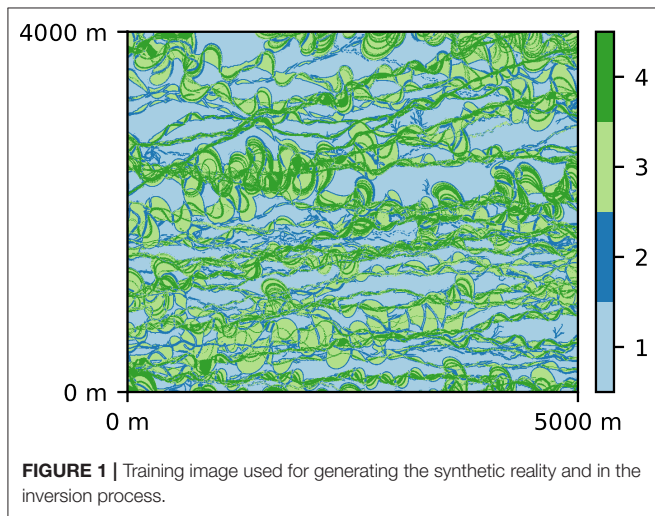 4000 m
4
3
2
1
0 m
0 m
5000 m
FIGURE 1 | Training image used for generating the synthetic reality and in the
inversion process.